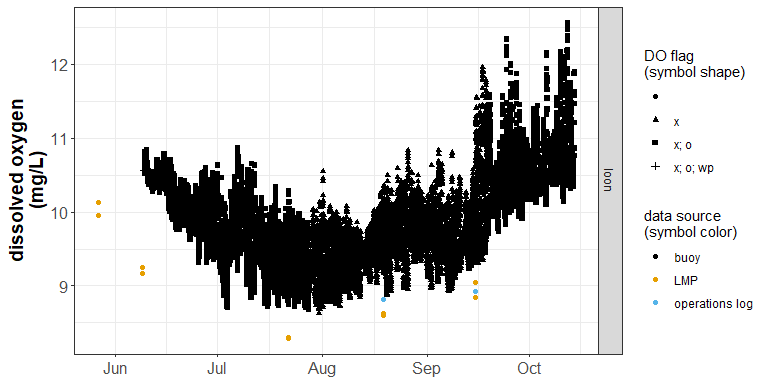 dissolved oxygen
(mg/L)
12
11
10
9
Jun
Jul
Aug
Sep
Oct
loon
DO flag
(symbol shape)
x
x; o
x; o; wp
data source
(symbol color)
buoy
LMP
operations log